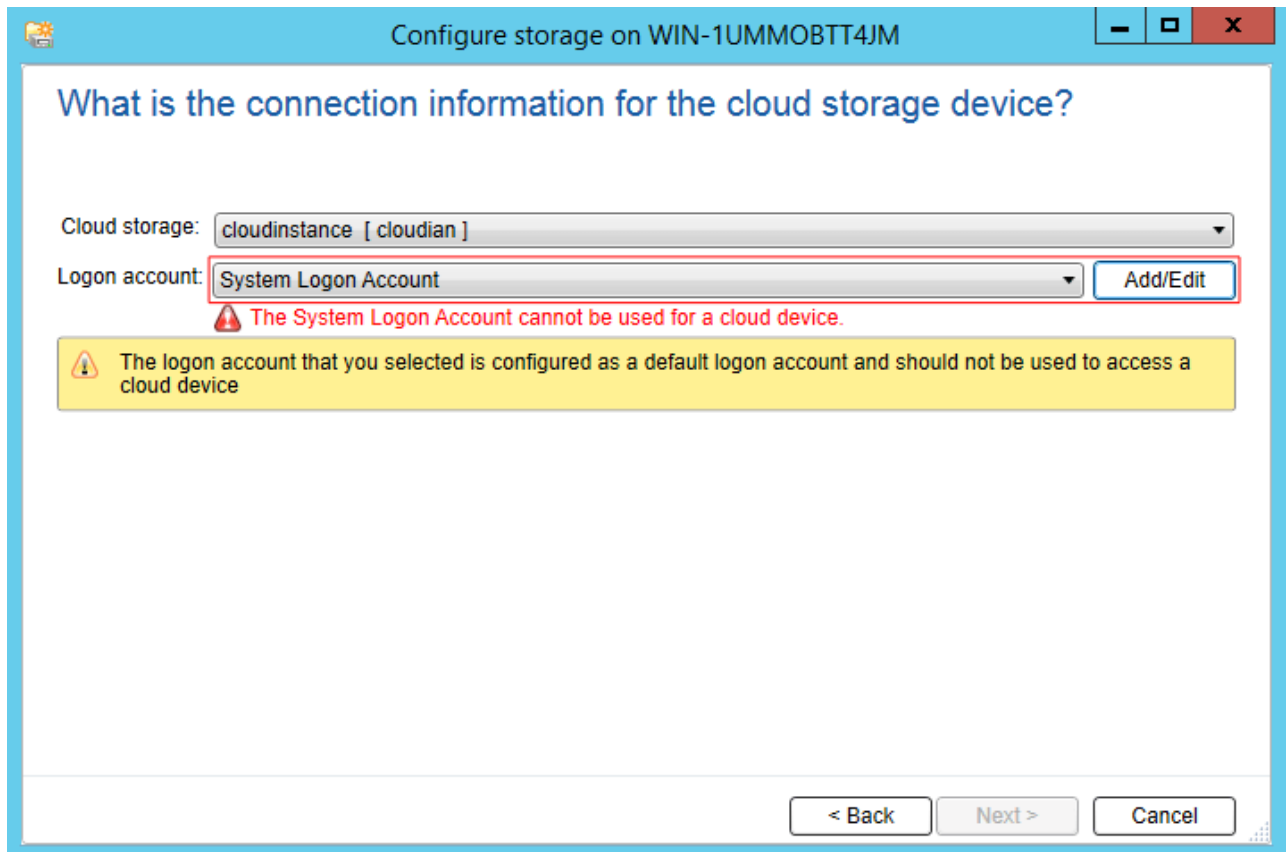 Configure storage on WIN-1UMMOBTT4JM
What is the connection information for the cloud storage device?
Cloud storage: cloudinstance [ cloudian ]
Logon account: System Logon Account Add/Edit
The System Logon Account cannot be used for a cloud device.
The logon account that you selected is configured as a default logon account and should not be used to access a
cloud device
< Back Next > Cancel